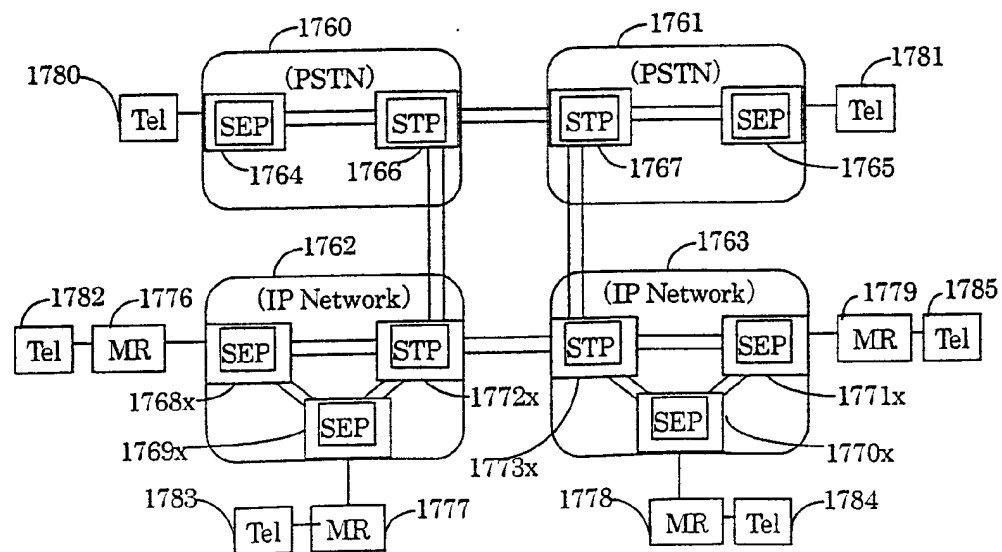 1760
1761
1780
(PSTN)
(PSTN)
1781
Tel
SEP
STP
STP
SEP
Tel
1764
1766
1767
1765
1762
1763
1782
1776
(IP Network)
(IP Network)
1779
1785
Tel
MR
SEP
STP
STP
SEP
MR
Tel
1768x
1772x
1771x
SEP
SEP
1769x
1773x
1770x
1783
1778
1784
Tel
MR
1777
MR
Tel